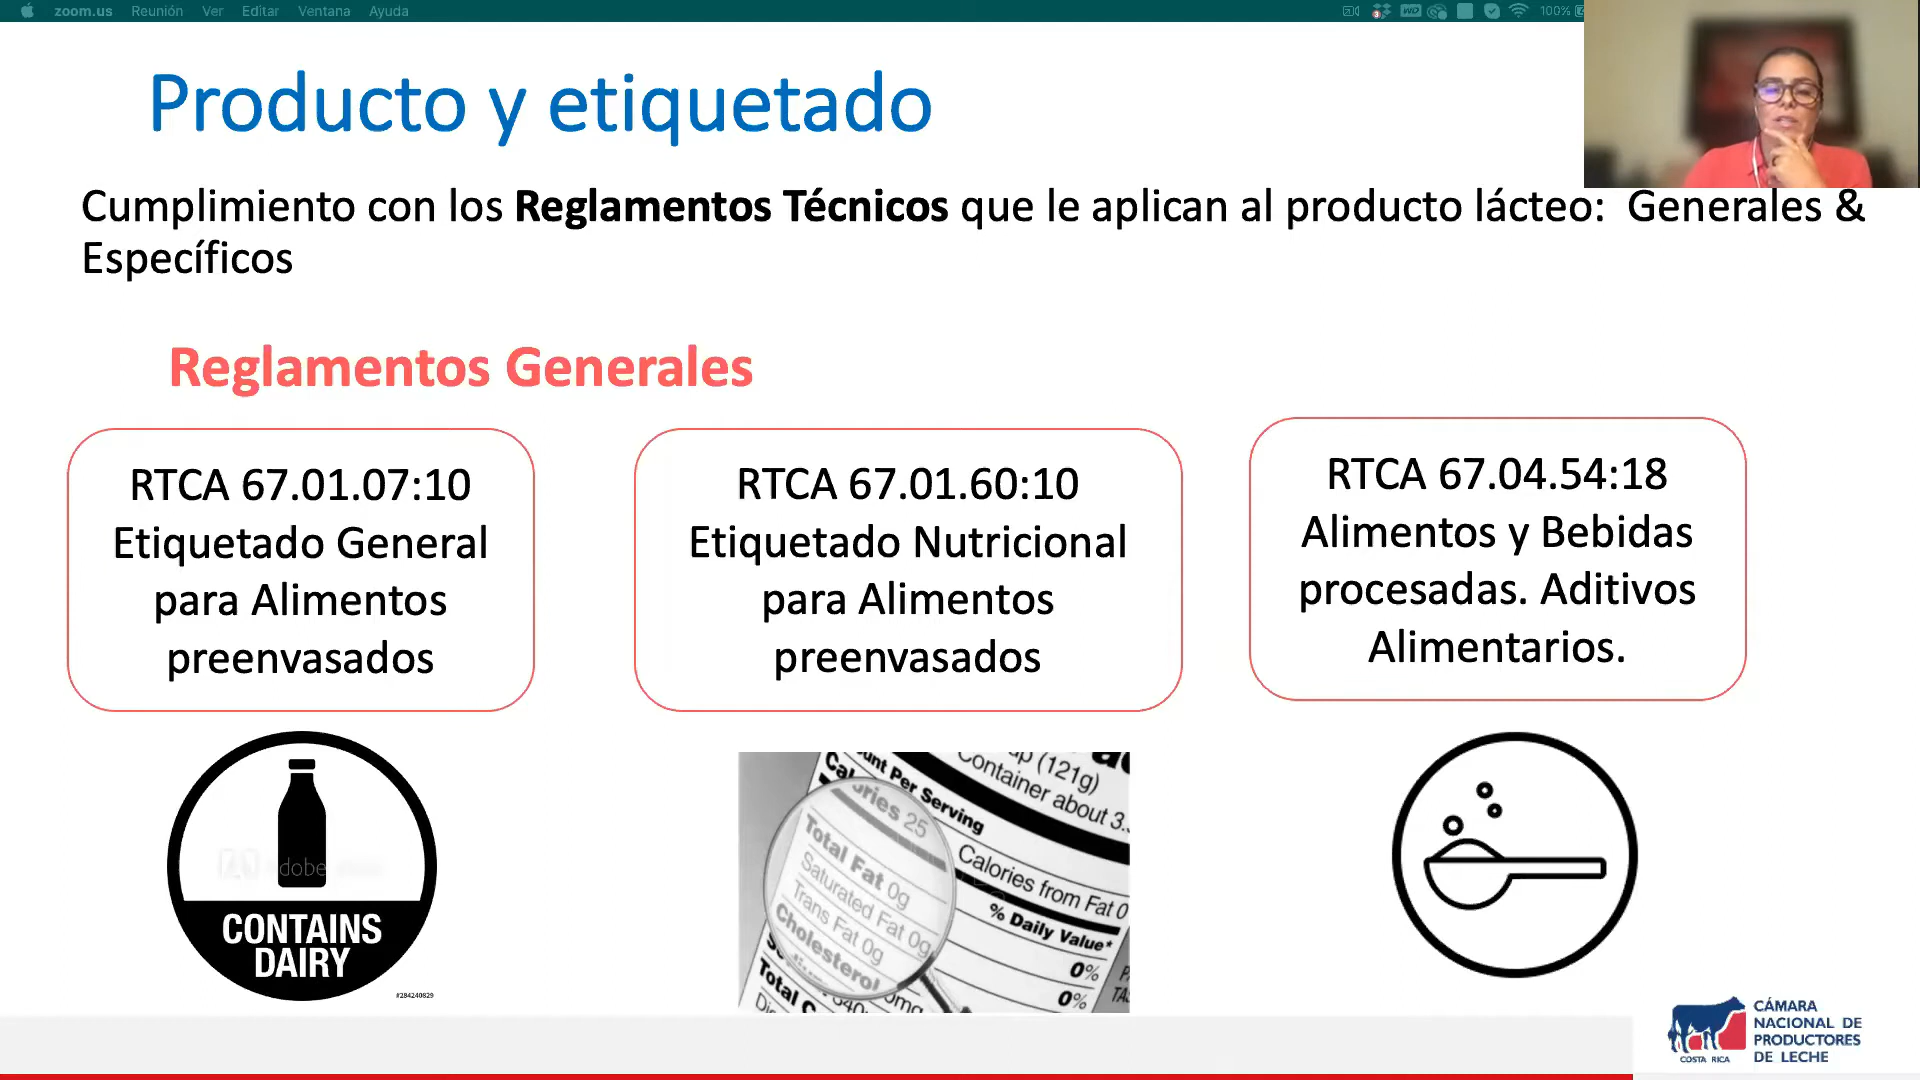 zoom.us Reunión Ver Editar Ventana Ayuda
100%
Producto y etiquetado
Cumplimiento con los Reglamentos Técnicos que le aplican al producto lácteo: Generales &
Específicos
Reglamentos Generales
RTCA 67.01.07:10
Etiquetado General
para Alimentos
preenvasados
RTCA 67.01.60:10
Etiquetado Nutricional
para Alimentos
preenvasados
RTCA 67.04.54:18
Alimentos y Bebidas
procesadas. Aditivos
Alimentarios.
CONTAINS
DAIRY
#284240829
(121g)
Container about 3.
Per Serving
Calories from Fat 0
% Daily Value*
0%
0%
25
Total Fat 0g
Saturated Fat 0g
Trans Fat 0g
Cholesterol
0mg
Total
CÁMARA
NACIONAL DE
PRODUCTORES
DE LECHE
COSTA RICA